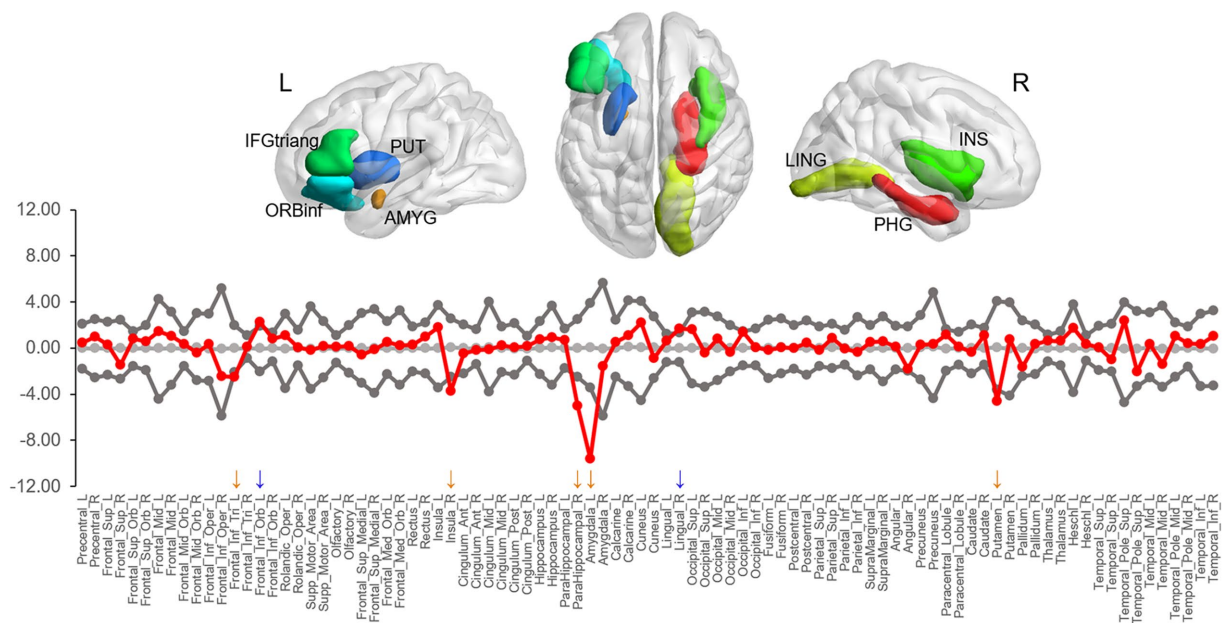 L
R
IFGtriang
PUT
ORBinf
AMYG
LING
INS
PHG
12.00
8.00
4.00
0.00
-4.00
-8.00
-12.00
Precentral_L
Precentral_R
Frontal_Sup_L
Frontal_Sup_R
Frontal_Sup_Orb_L
Frontal_Sup_Orb_R
Frontal_Mid_L
Frontal_Mid_R
Frontal_Mid_Orb_L
Frontal_Mid_Orb_R
Frontal_Inf_Oper_L
Frontal_Inf_Oper_R
Frontal_Inf_Tri_L
Frontal_Inf_Tri_R
Frontal_Inf_Orb_L
Frontal_Inf_Orb_R
Rolandic_Oper_L
Rolandic_Oper_R
Supp_Motor_Area_L
Supp_Motor_Area_R
Olfactory_L
Olfactory_R
Frontal_Sup_Medial_L
Frontal_Sup_Medial_R
Frontal_Med_Orb_L
Frontal_Med_Orb_R
Rectus_L
Rectus_R
Insula_L
Insula_R
Cingulum_Ant_L
Cingulum_Ant_R
Cingulum_Mid_L
Cingulum_Mid_R
Cingulum_Post_L
Cingulum_Post_R
Hippocampus_L
Hippocampus_R
ParaHippocampal_L
ParaHippocampal_R
Amygdala_L
Amygdala_R
Calcarine_L
Calcarine_R
Cuneus_L
Cuneus_R
Lingual_L
Lingual_R
Occipital_Sup_L
Occipital_Sup_R
Occipital_Mid_L
Occipital_Mid_R
Occipital_Inf_L
Occipital_Inf_R
Fusiform_L
Fusiform_R
Postcentral_L
Postcentral_R
Parietal_Sup_L
Parietal_Sup_R
Parietal_Inf_L
Parietal_Inf_R
SupraMarginal_L
SupraMarginal_R
Angular_L
Angular_R
Precuneus_L
Precuneus_R
Paracentral_Lobule_L
Paracentral_Lobule_R
Caudate_L
Caudate_R
Putamen_L
Putamen_R
Pallidum_L
Pallidum_R
Thalamus_L
Thalamus_R
Heschl_L
Heschl_R
Temporal_Sup_L
Temporal_Sup_R
Temporal_Pole_Sup_L
Temporal_Pole_Sup_R
Temporal_Mid_L
Temporal_Mid_R
Temporal_Pole_Mid_L
Temporal_Pole_Mid_R
Temporal_Inf_L
Temporal_Inf_R